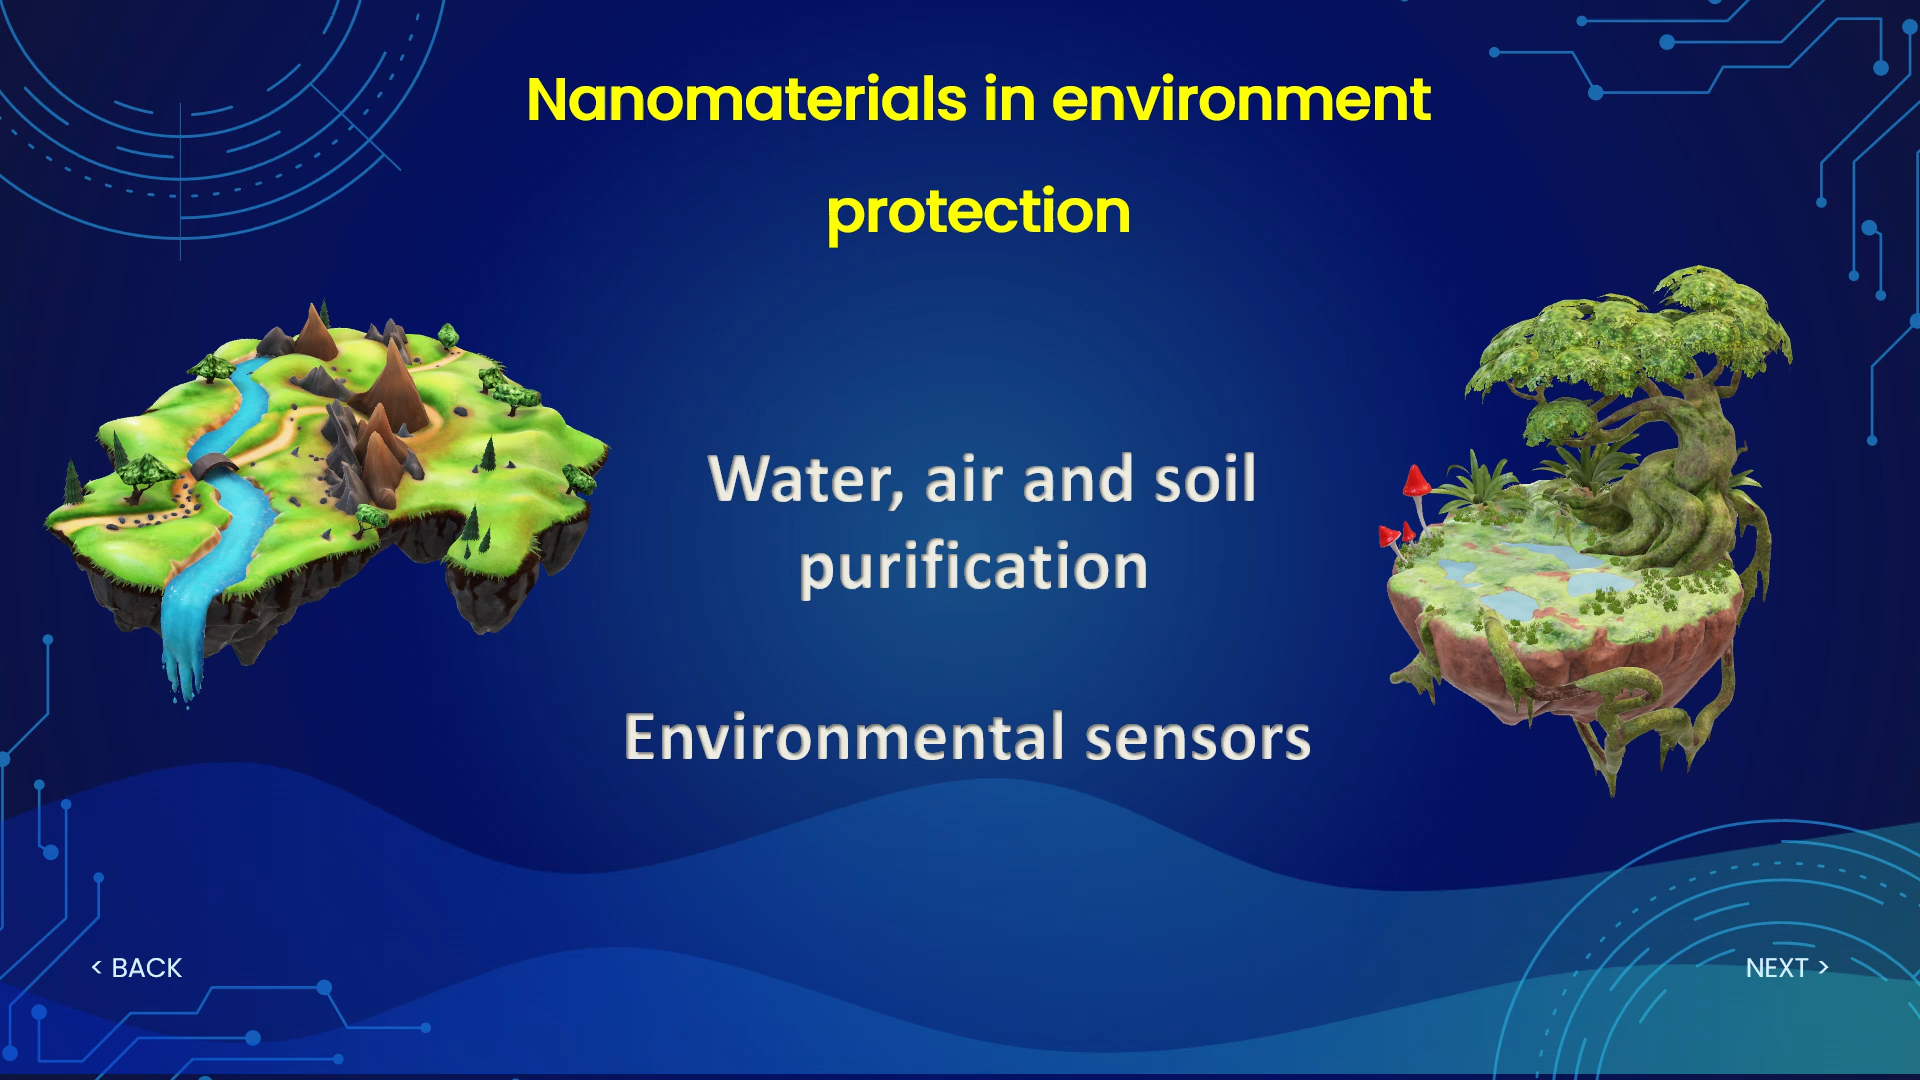 Nanomaterials in environment
protection
Water, air and soil
purification
Environmental sensors
< BACK
NEXT >